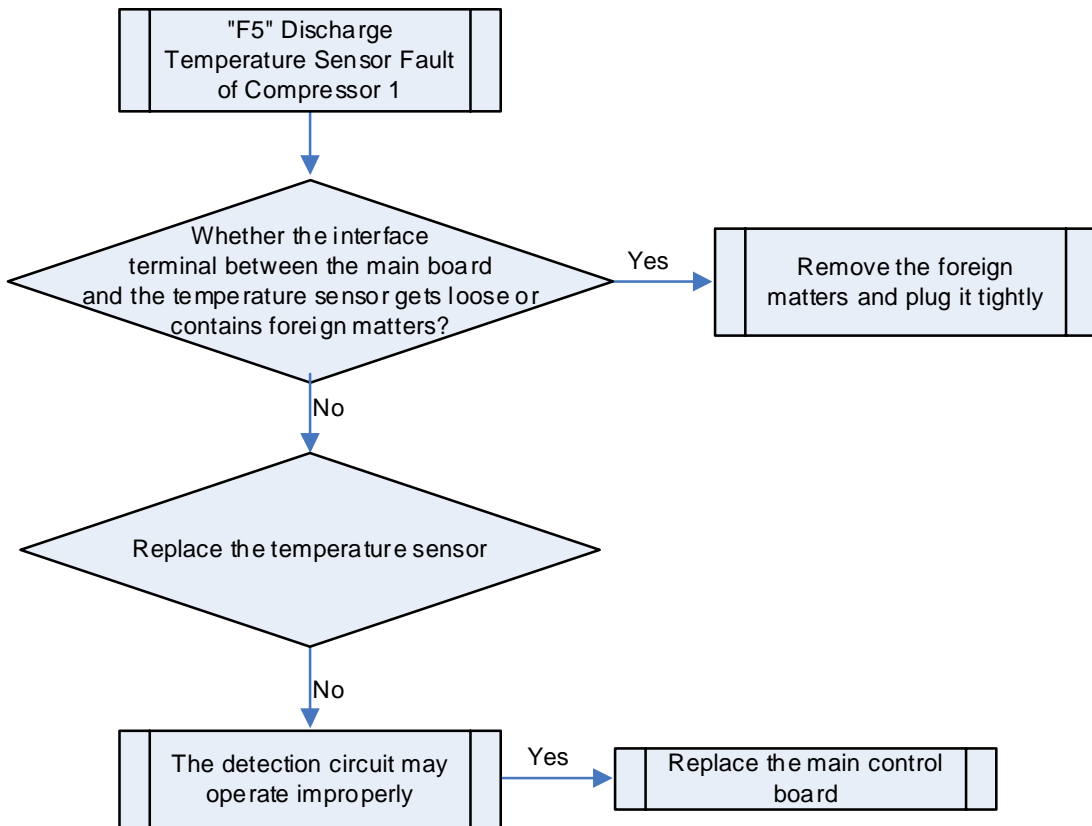 "F5" Discharge
Temperature Sensor Fault
of Compressor 1
Whether the interface
terminal between the main board
and the temperature sensor gets loose or
contains foreign matters?
Yes
Remove the foreign
matters and plug it tightly
No
Replace the temperature sensor
No
The detection circuit may
operate improperly
Yes
Replace the main control
board